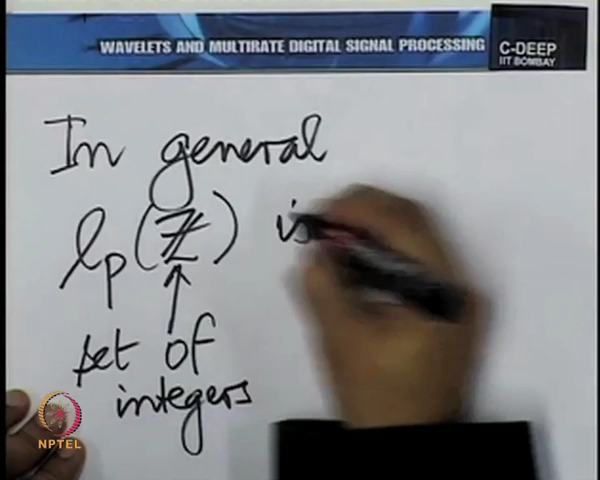 WAVELETS AND MULTIRATE DIGITAL SIGNAL PROCESSING
C-DEEP
IIT BOMBAY
In general
lp(ℤ) is
↑
set of
integers
NPTEL